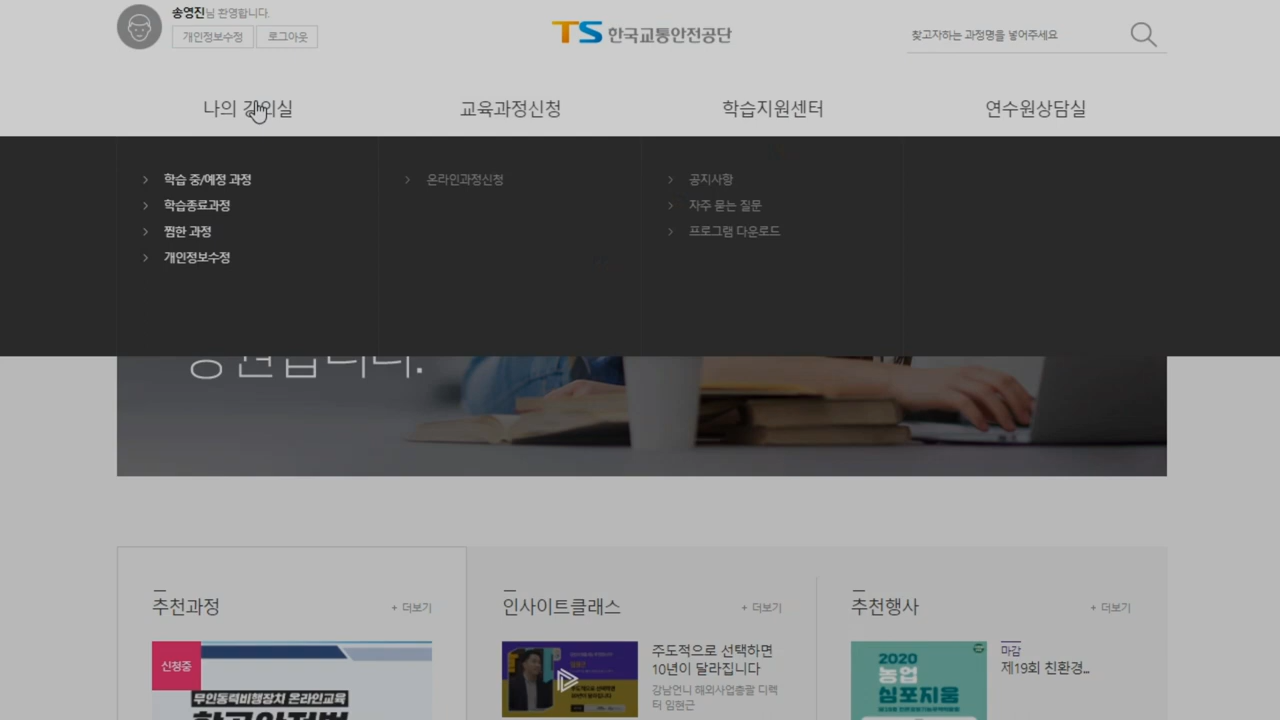 송영진님 환영합니다.
개인정보수정
로그아웃
TS 한국교통안전공단
찾고자하는 과정명을 넣어주세요
나의 강의실
교육과정신청
학습지원센터
연수원상담실
학습 중/예정 과정
학습종료과정
찜한 과정
개인정보수정
온라인과정신청
공지사항
자주 묻는 질문
프로그램 다운로드
추천과정
+ 더보기
신청중
무인동력비행장치 온라인교육
항공안전법
인사이트클래스
+ 더보기
주도적으로 선택하면
10년이 달라집니다
강남언니 해외사업총괄 디렉
터 임현근
추천행사
+ 더보기
2020
농업
심포지움
마감
제19회 친환경...